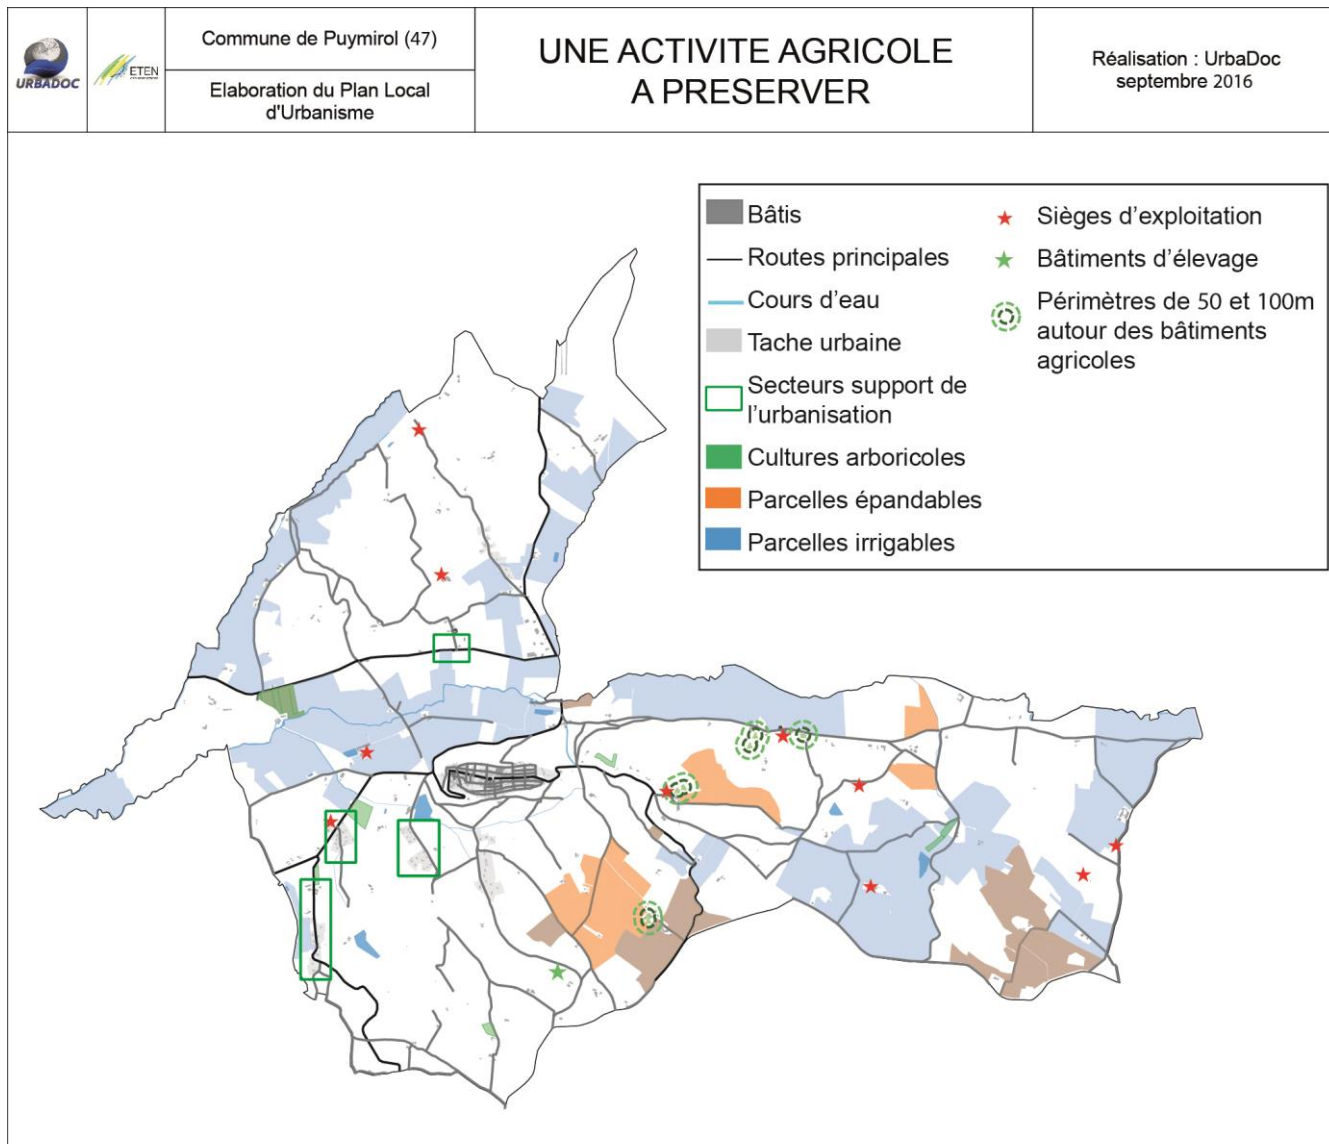 URBADOC
ETEN
Commune de Puymirol (47)
Elaboration du Plan Local
d'Urbanisme
UNE ACTIVITE AGRICOLE
A PRESERVER
Réalisation : UrbaDoc
septembre 2016
Bâtis
Routes principales
Cours d'eau
Tache urbaine
Secteurs support de
l'urbanisation
Cultures arboricoles
Parcelles épandables
Parcelles irrigables
Sièges d'exploitation
Bâtiments d'élevage
Périmètres de 50 et 100m
autour des bâtiments
agricoles